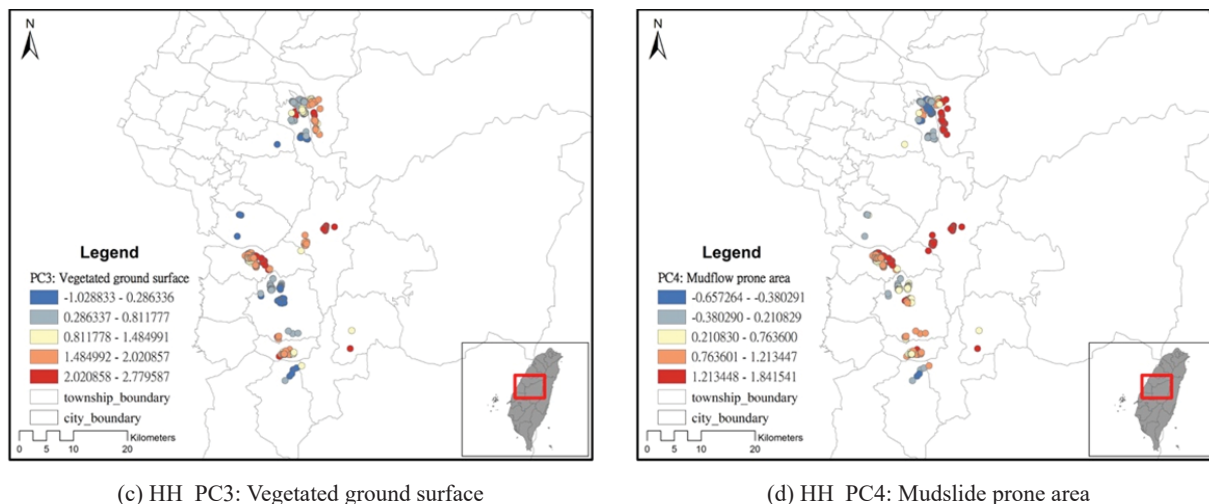 N
Legend
PC3: Vegetated ground surface
-1.028833 - 0.286336
0.286337 - 0.811777
0.811778 - 1.484991
1.484992 - 2.020857
2.020858 - 2.779587
township_boundary
city_boundary
0 5 10 20
Kilometers
(c) HH_PC3: Vegetated ground surface
N
Legend
PC4: Mudflow prone area
-0.657264 - -0.380291
-0.380290 - 0.210829
0.210830 - 0.763600
0.763601 - 1.213447
1.213448 - 1.841541
township_boundary
city_boundary
0 5 10 20
Kilometers
(d) HH_PC4: Mudslide prone area